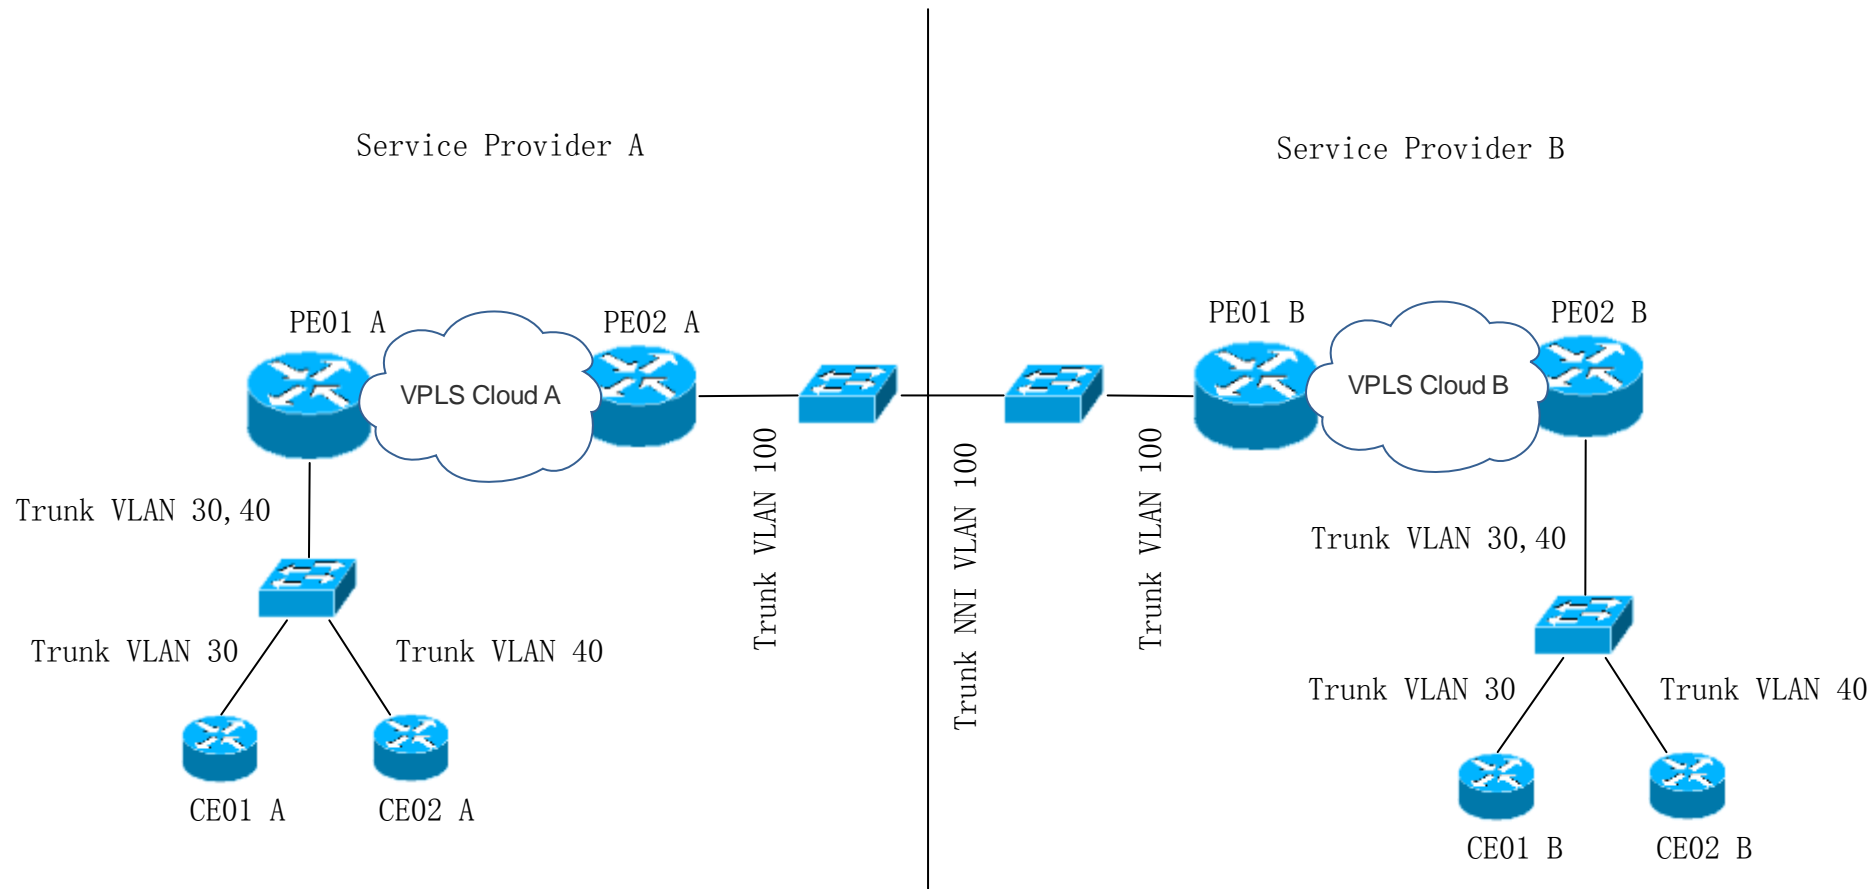 Service Provider A
Service Provider B
PE01 A
PE02 A
PE01 B
PE02 B
VPLS Cloud A
VPLS Cloud B
Trunk VLAN 100
Trunk NNI VLAN 100
Trunk VLAN 100
Trunk VLAN 30,40
Trunk VLAN 30,40
Trunk VLAN 30
Trunk VLAN 40
Trunk VLAN 30
Trunk VLAN 40
CE01 A
CE02 A
CE01 B
CE02 B